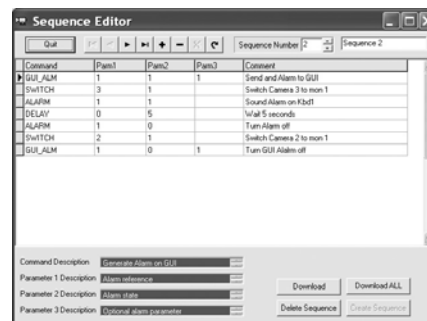 Sequence Editor
Quit Sequence Number 2 Sequence 2
Command Parm1 Parm2 Parm3 Comment
GUI_ALM 1 1 1 Send and Alarm to GUI
SWITCH 3 1 Switch Camera 3 to mon 1
ALARM 1 1 Sound Alarm on Kbd1
DELAY 0 5 Wait 5 seconds
ALARM 1 0 Turn Alarm off
SWITCH 2 1 Switch Camera 2 to mon 1
GUI_ALM 1 0 1 Turn GUI Alalrm off
Command Description Generate Alarm on GUI
Parameter 1 Description Alarm reference
Parameter 2 Description Alarm state
Parameter 3 Description Optional alarm parameter
Download Download ALL
Delete Sequence Create Sequence